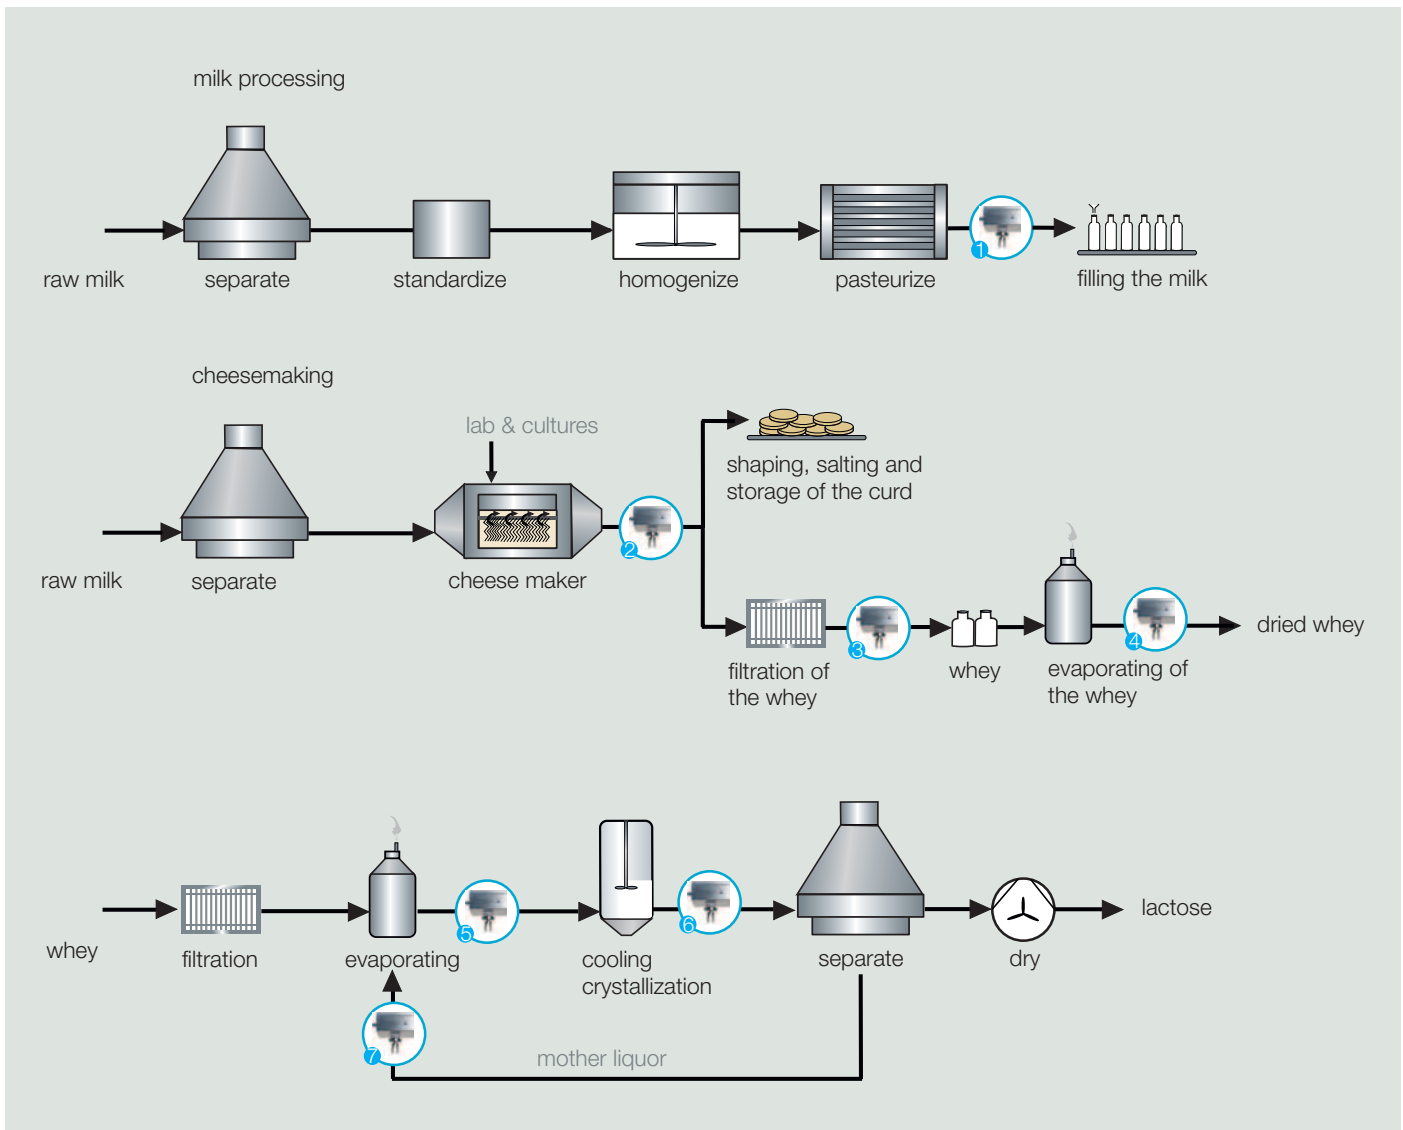 milk processing
1
raw milk
separate
standardize
homogenize
pasteurize
filling the milk
cheesemaking
lab & cultures
shaping, salting and
storage of the curd
2
raw milk
separate
cheese maker
3
4
dried whey
filtration of
the whey
whey
evaporating of
the whey
5
6
lactose
whey
filtration
evaporating
cooling
crystallization
separate
dry
7
mother liquor